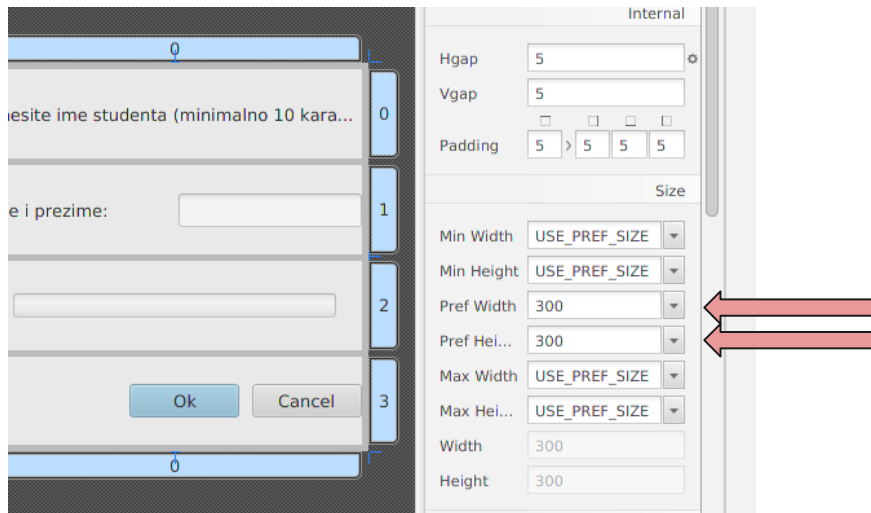 0
esite ime studenta (minimalno 10 kara...
0
e i prezime:
1
2
Ok
Cancel
3
0
Internal
Hgap
5
Vgap
5
Padding
5
5
5
5
Size
Min Width
USE_PREF_SIZE
Min Height
USE_PREF_SIZE
Pref Width
300
Pref Hei...
300
Max Width
USE_PREF_SIZE
Max Hei...
USE_PREF_SIZE
Width
300
Height
300